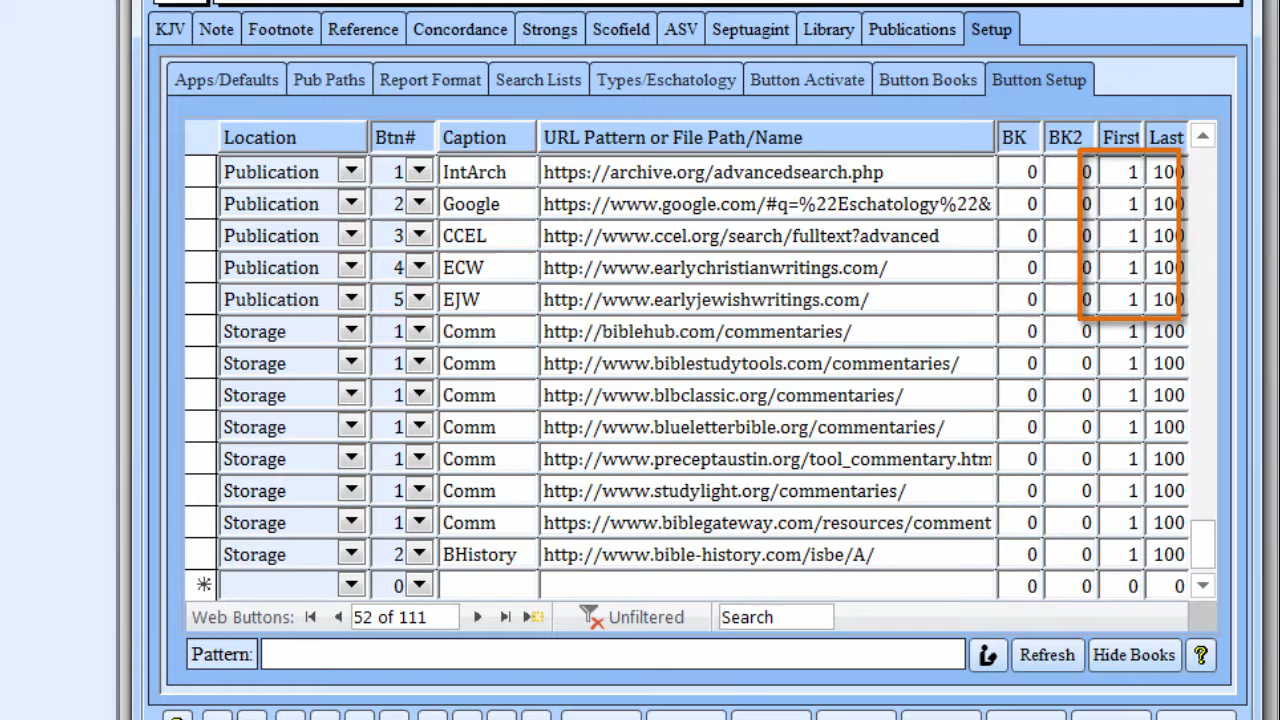 KJV Note Footnote Reference Concordance Strongs Scofield ASV Septuagint Library Publications Setup
Apps/Defaults Pub Paths Report Format Search Lists Types/Eschatology Button Activate Button Books Button Setup
Location Btn# Caption URL Pattern or File Path/Name BK BK2 First Last
Publication 1 IntArch https://archive.org/advancedsearch.php 0 0 1 100
Publication 2 Google https://www.google.com/#q=%22Eschatology%22& 0 0 1 100
Publication 3 CCEL http://www.ccel.org/search/fulltext?advanced 0 0 1 100
Publication 4 ECW http://www.earlychristianwritings.com/ 0 0 1 100
Publication 5 EJW http://www.earlyjewishwritings.com/ 0 0 1 100
Storage 1 Comm http://biblehub.com/commentaries/ 0 0 1 100
Storage 1 Comm http://www.biblestudytools.com/commentaries/ 0 0 1 100
Storage 1 Comm http://www.blbclassic.org/commentaries/ 0 0 1 100
Storage 1 Comm http://www.blueletterbible.org/commentaries/ 0 0 1 100
Storage 1 Comm http://www.preceptaustin.org/tool_commentary.htm 0 0 1 100
Storage 1 Comm http://www.studylight.org/commentaries/ 0 0 1 100
Storage 1 Comm https://www.biblegateway.com/resources/comment 0 0 1 100
Storage 2 BHistory http://www.bible-history.com/isbe/A/ 0 0 1 100
0 0 0 0 0
Web Buttons: 52 of 111 Unfiltered Search
Pattern: Refresh Hide Books ?